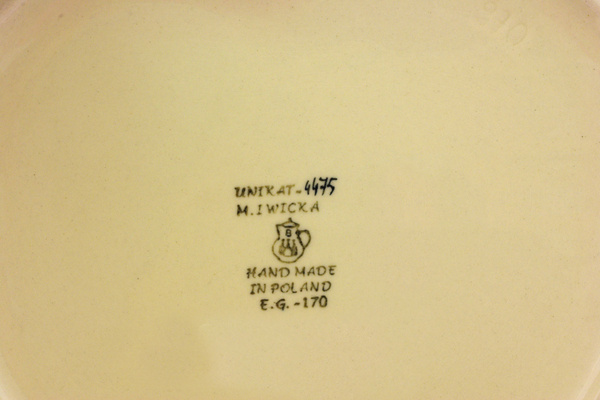 UNIKAT-4475
M.IWICKA
HAND MADE
IN POLAND
E.G.-170